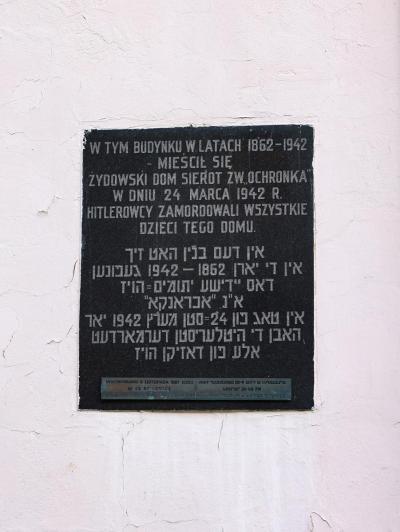 W TYM BUDYNKU W LATACH 1862-1942
- MIEŚCIŁ SIĘ
ŻYDOWSKI DOM SIEROT ZW. „OCHRONKA"
W DNIU 24 MARCA 1942 R.
HITLEROWCY ZAMORDOWALI WSZYSTKIE
DZIECI TEGO DOMU.
אין דעם בנין האט זיך
אין די יארן 1862 — 1942 געפונען
דאס יידישע יתומים=הויז
א"נ "אכראנקא"
אין טאג פון 24=סטן מערץ 1942 יאר
האבן די היטלעריסטן דערמארדעט
אלע פון דאזיקן הויז